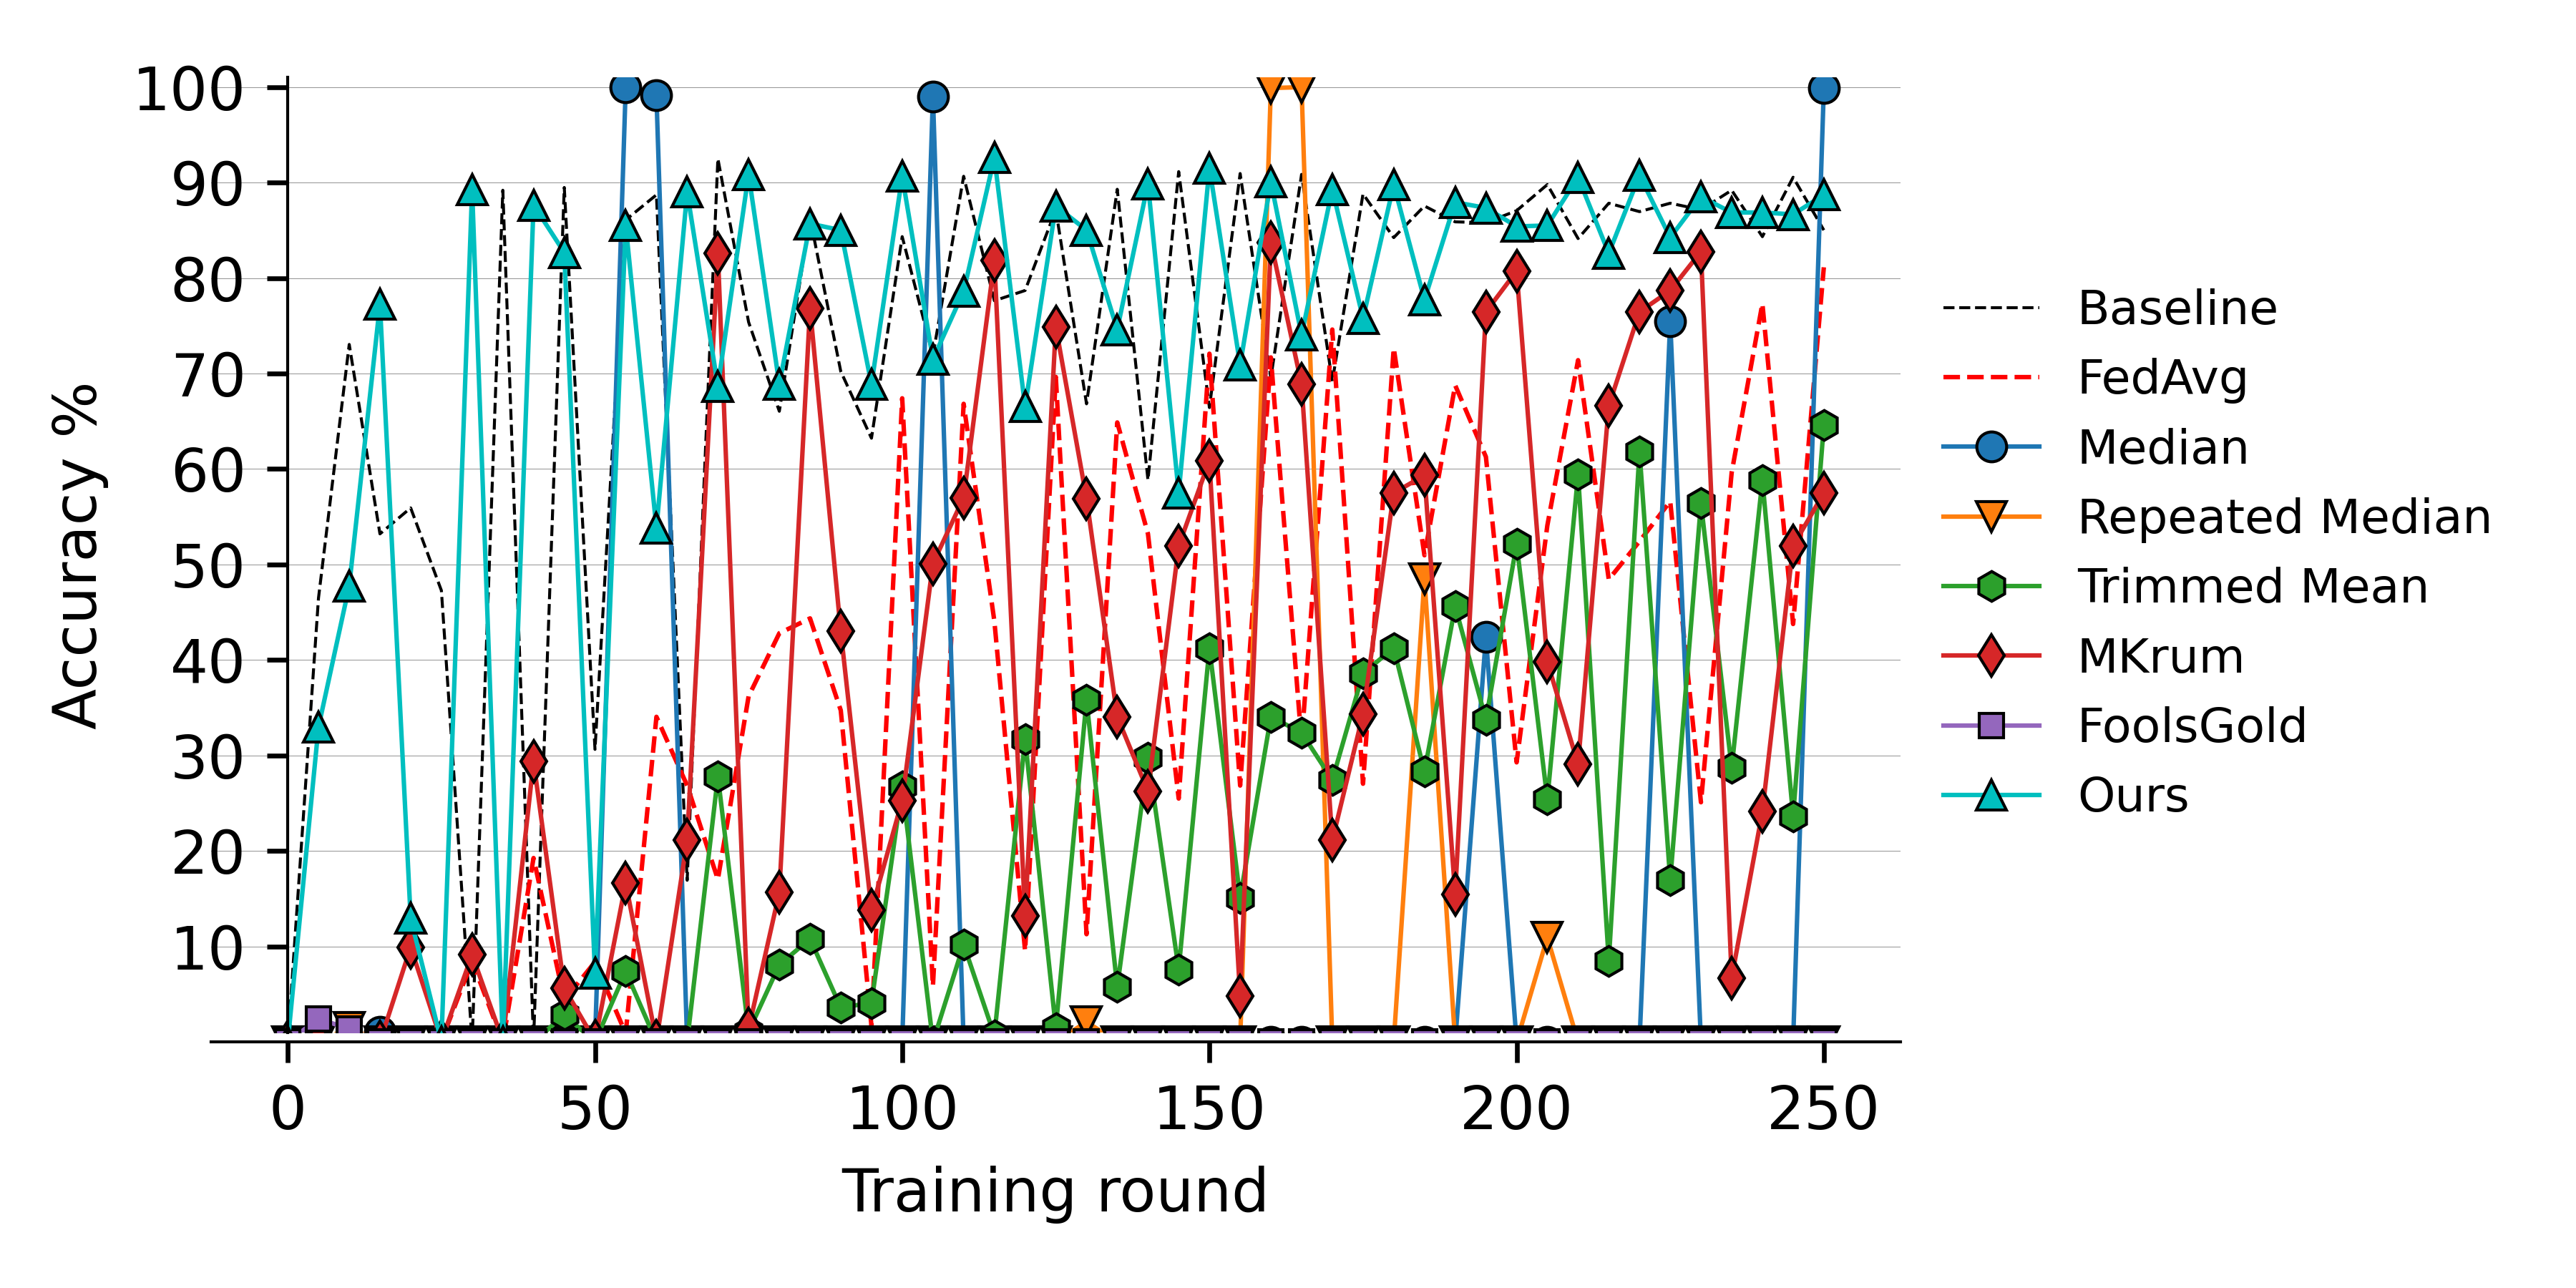 100
90
80
70
60
50
40
30
20
10
Accuracy %
0 50 100 150 200 250
Training round
Baseline
FedAvg
Median
Repeated Median
Trimmed Mean
MKrum
FoolsGold
Ours